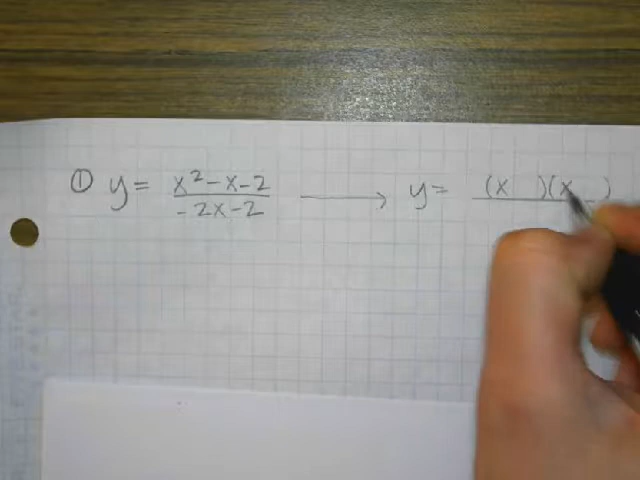 ① y = x² - x - 2 / -2x - 2 → y = (x )(x )